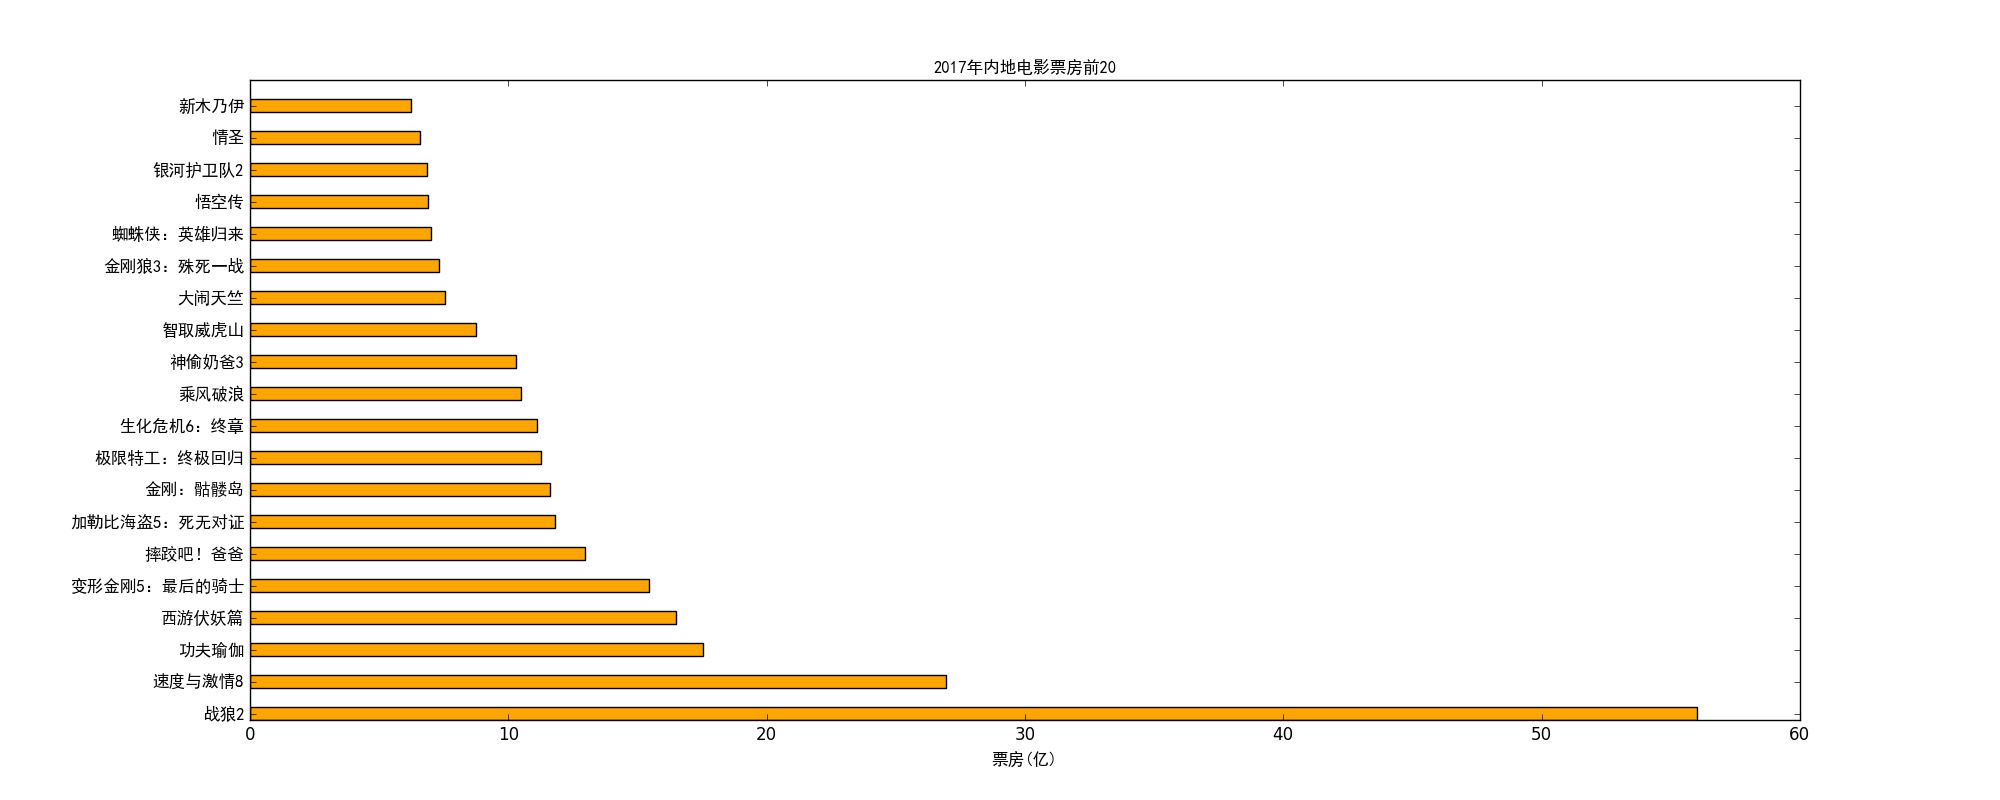 2017年内地电影票房前20
新木乃伊
情圣
银河护卫队2
悟空传
蜘蛛侠：英雄归来
金刚狼3：殊死一战
大闹天竺
智取威虎山
神偷奶爸3
乘风破浪
生化危机6：终章
极限特工：终极回归
金刚：骷髅岛
加勒比海盗5：死无对证
摔跤吧！爸爸
变形金刚5：最后的骑士
西游伏妖篇
功夫瑜伽
速度与激情8
战狼2
0 10 20 30 40 50 60
票房(亿)